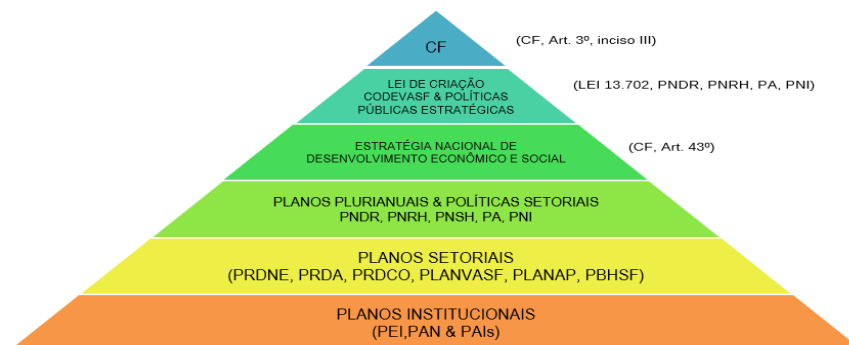 CF
(CF, Art. 3º, inciso III)
LEI DE CRIAÇÃO
CODEVASF & POLÍTICAS
PÚBLICAS ESTRATÉGICAS
(LEI 13.702, PNDR, PNRH, PA, PNI)
ESTRATÉGIA NACIONAL DE
DESENVOLVIMENTO ECONÔMICO E SOCIAL
(CF, Art. 43º)
PLANOS PLURIANUAIS & POLÍTICAS SETORIAIS
PNDR, PNRH, PNSH, PA, PNI
PLANOS SETORIAIS
(PRDNE, PRDA, PRDCO, PLANVASF, PLANAP, PBHSF)
PLANOS INSTITUCIONAIS
(PEI,PAN & PAIs)